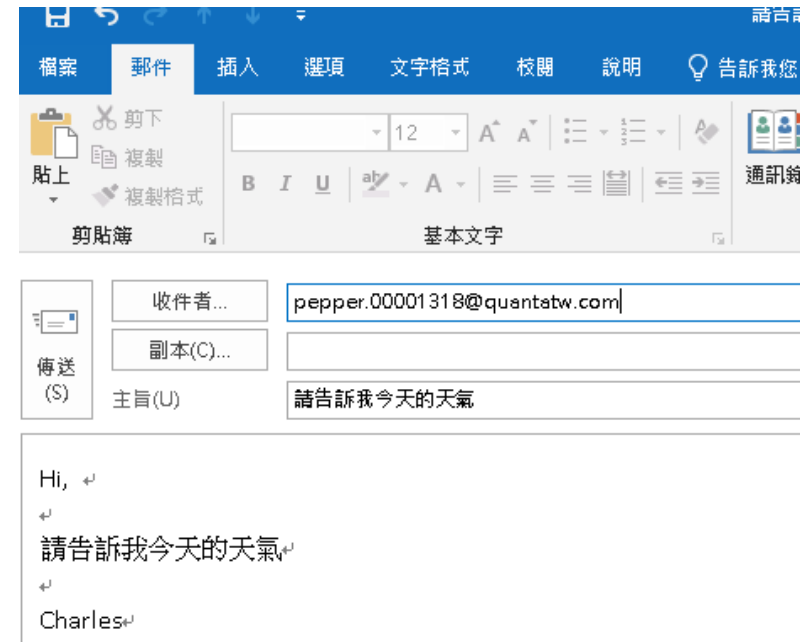 請告訴
檔案 郵件 插入 選項 文字格式 校閱 說明 告訴我您
12 A A
剪下
複製
複製格式
貼上
B I U ab A
通訊錄
剪貼簿 基本文字
收件者... pepper.00001318@quantatw.com
副本(C)...
傳送
(S)
主旨(U) 請告訴我今天的天氣
Hi,
請告訴我今天的天氣
Charles